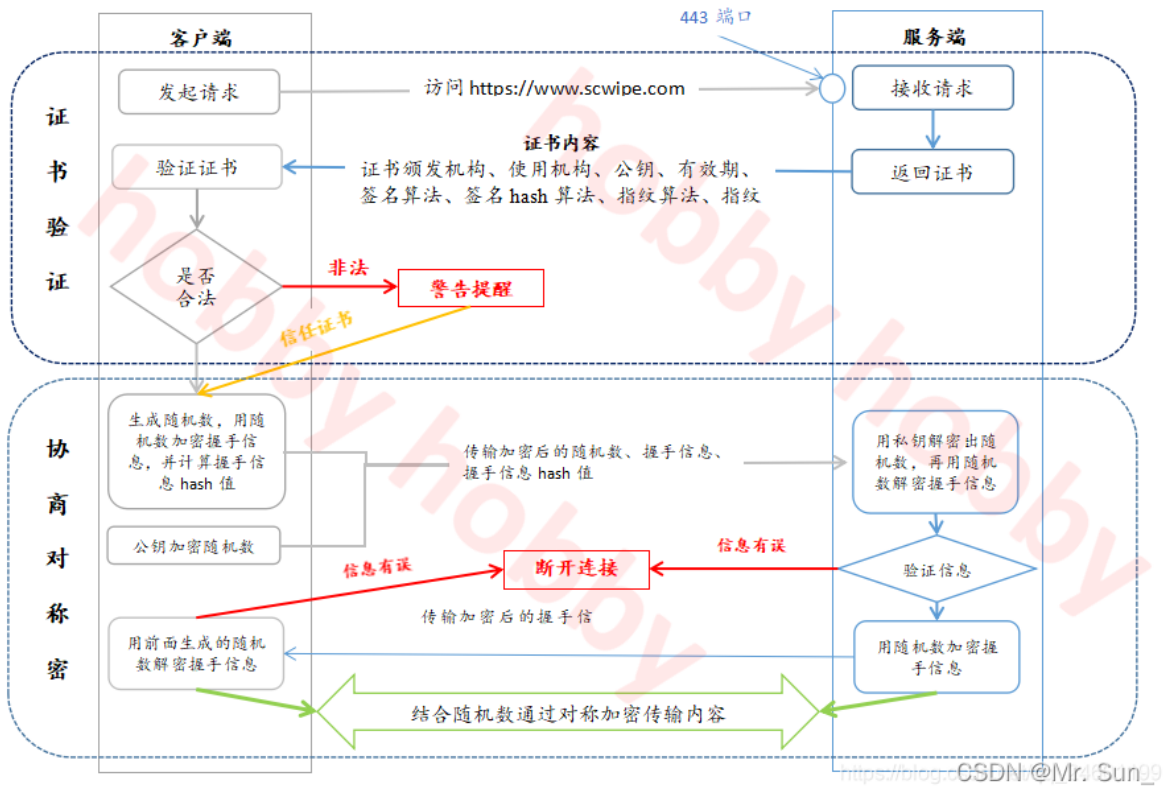 443 端口
客户端
服务端
证书验证
发起请求
访问 https://www.scwipe.com
接收请求
证书内容
验证证书
证书颁发机构、使用机构、公钥、有效期、
签名算法、签名 hash 算法、指纹算法、指纹
返回证书
是否
合法
非法
警告提醒
信任证书
协商对称密
生成随机数，用随
机数加密握手信
息，并计算握手信
息 hash 值
传输加密后的随机数、握手信息、
握手信息 hash 值
用私钥解密出随
机数，再用随机
数解密握手信息
公钥加密随机数
信息有误
断开连接
信息有误
验证信息
传输加密后的握手信
用前面生成的随机
数解密握手信息
用随机数加密握
手信息
结合随机数通过对称加密传输内容
hobby hobby
hobby hobby
CSDN @Mr. Sun_